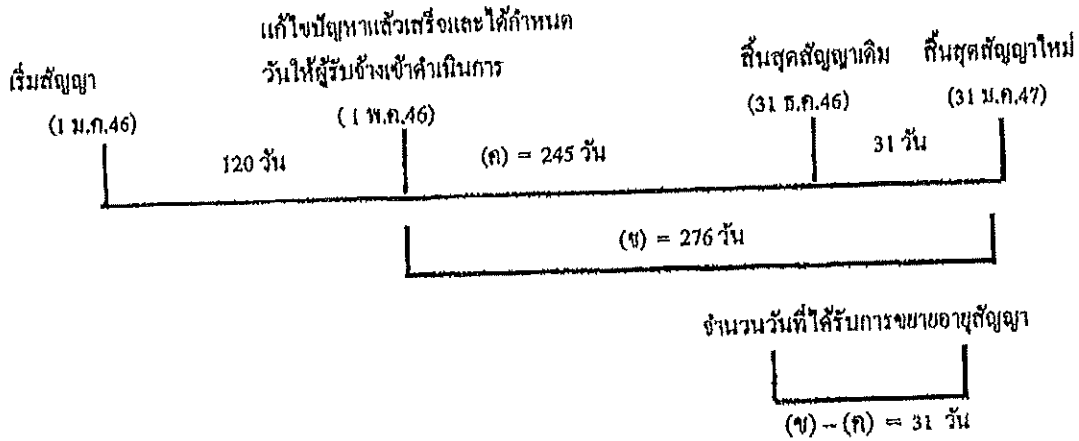 แก้ไขปัญหาแล้วเสร็จและได้กำหนด
วันให้ผู้รับจ้างเข้าดำเนินการ
เริ่มสัญญา
สิ้นสุดสัญญาเดิม
สิ้นสุดสัญญาใหม่
(1 ม.ค.46)
(1 พ.ค.46)
(31 ธ.ค.46)
(31 ม.ค.47)
120 วัน
(ค) = 245 วัน
31 วัน
(ข) = 276 วัน
จำนวนวันที่ได้รับการขยายอายุสัญญา
(ข) – (ค) = 31 วัน